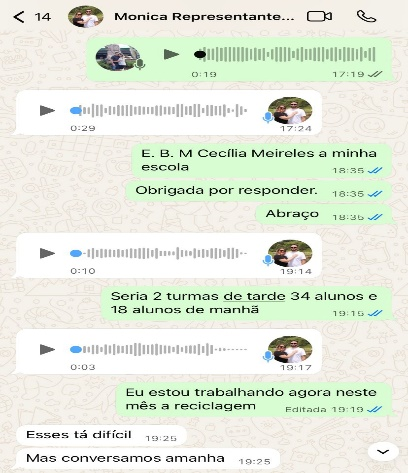 14 Monica Representante...
0:19 17:19
0:29 17:24
E. B. M Cecília Meireles a minha
escola 18:35
Obrigada por responder. 18:35
Abraço 18:35
0:10 19:14
Seria 2 turmas de tarde 34 alunos e
18 alunos de manhã 19:15
0:03 19:17
Eu estou trabalhando agora neste
mês a reciclagem Editada 19:19
Esses tá difícil 19:25
Mas conversamos amanha 19:25